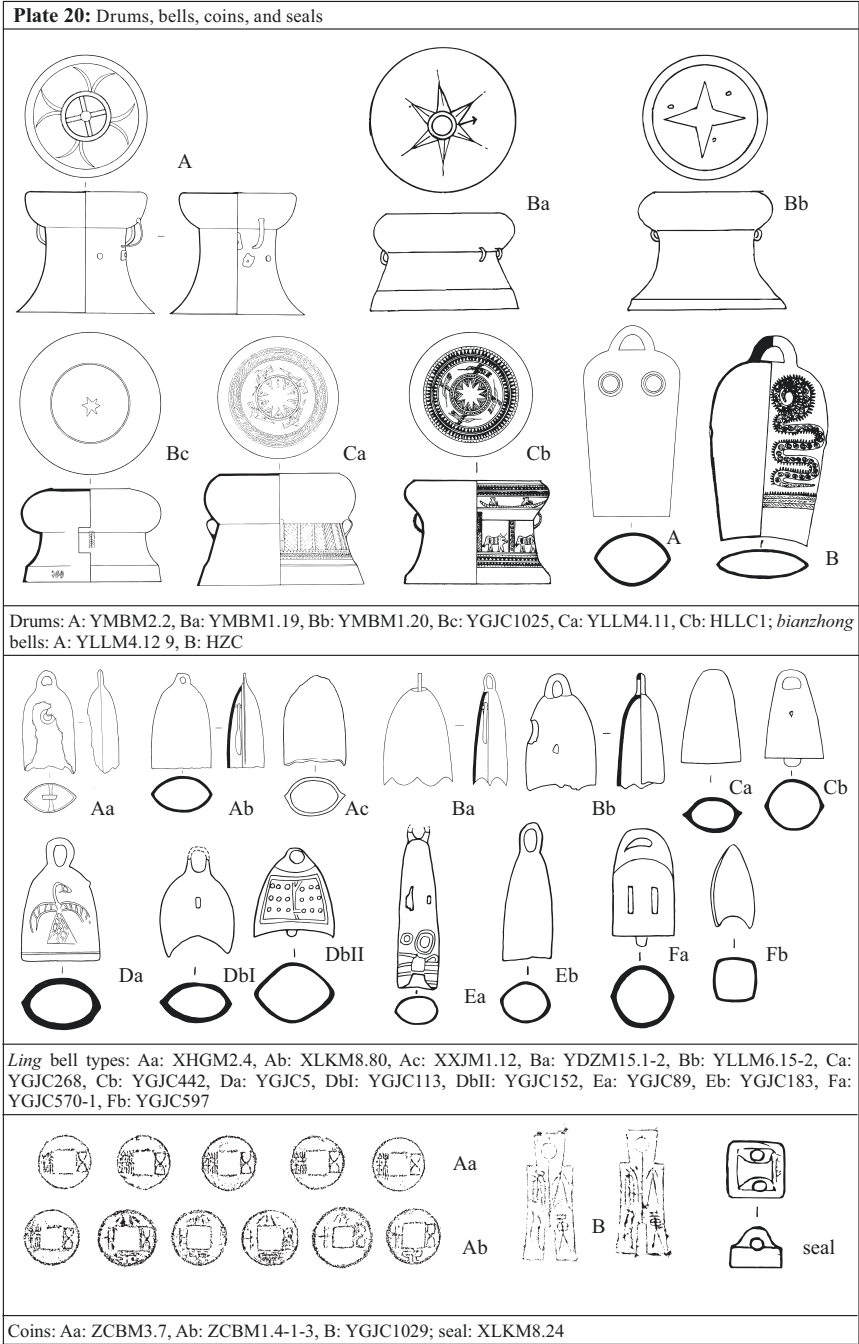 Plate 20: Drums, bells, coins, and seals
A
Ba
Bb
Bc
Ca
Cb
A
B
Drums: A: YMBM2.2, Ba: YMBM1.19, Bb: YMBM1.20, Bc: YGJC1025, Ca: YLLM4.11, Cb: HLLC1; bianzhong
bells: A: YLLM4.12 9, B: HZC
Aa
Ab
Ac
Ba
Bb
Ca
Cb
Da
DbI
DbII
Ea
Eb
Fa
Fb
Ling bell types: Aa: XHGM2.4, Ab: XLKM8.80, Ac: XXJM1.12, Ba: YDZM15.1-2, Bb: YLLM6.15-2, Ca:
YGJC268, Cb: YGJC442, Da: YGJC5, DbI: YGJC113, DbII: YGJC152, Ea: YGJC89, Eb: YGJC183, Fa:
YGJC570-1, Fb: YGJC597
Aa
Ab
B
seal
Coins: Aa: ZCBM3.7, Ab: ZCBM1.4-1-3, B: YGJC1029; seal: XLKM8.24